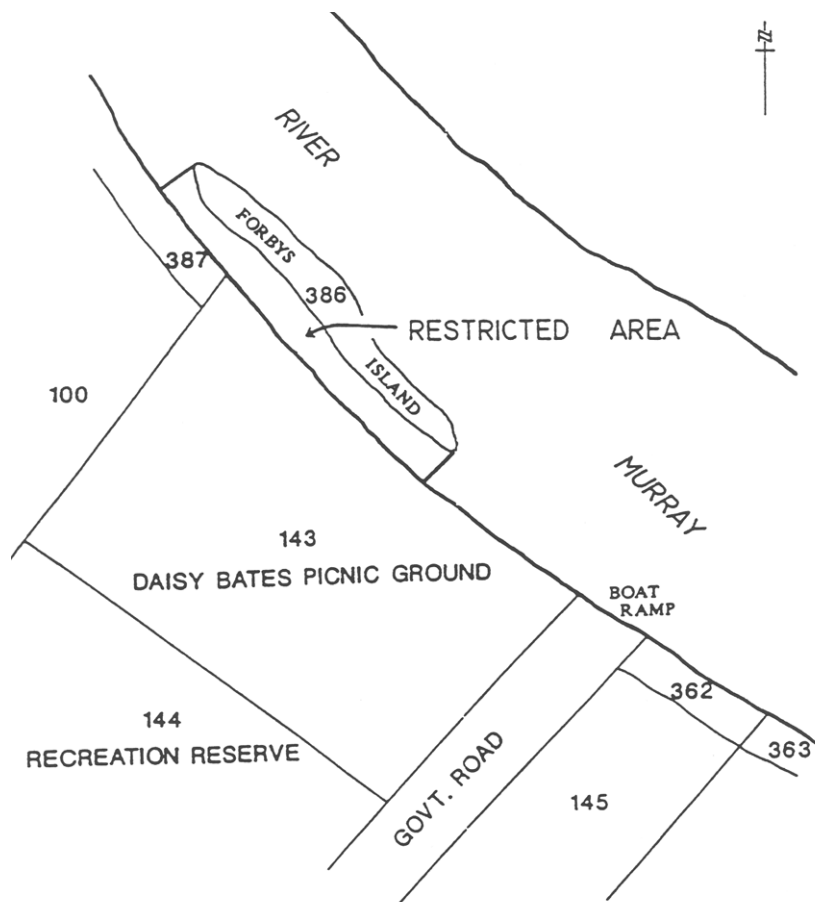 N
RIVER
FORBYS
387
386
RESTRICTED AREA
ISLAND
100
MURRAY
143
DAISY BATES PICNIC GROUND
BOAT
RAMP
362
144
RECREATION RESERVE
363
GOVT. ROAD
145